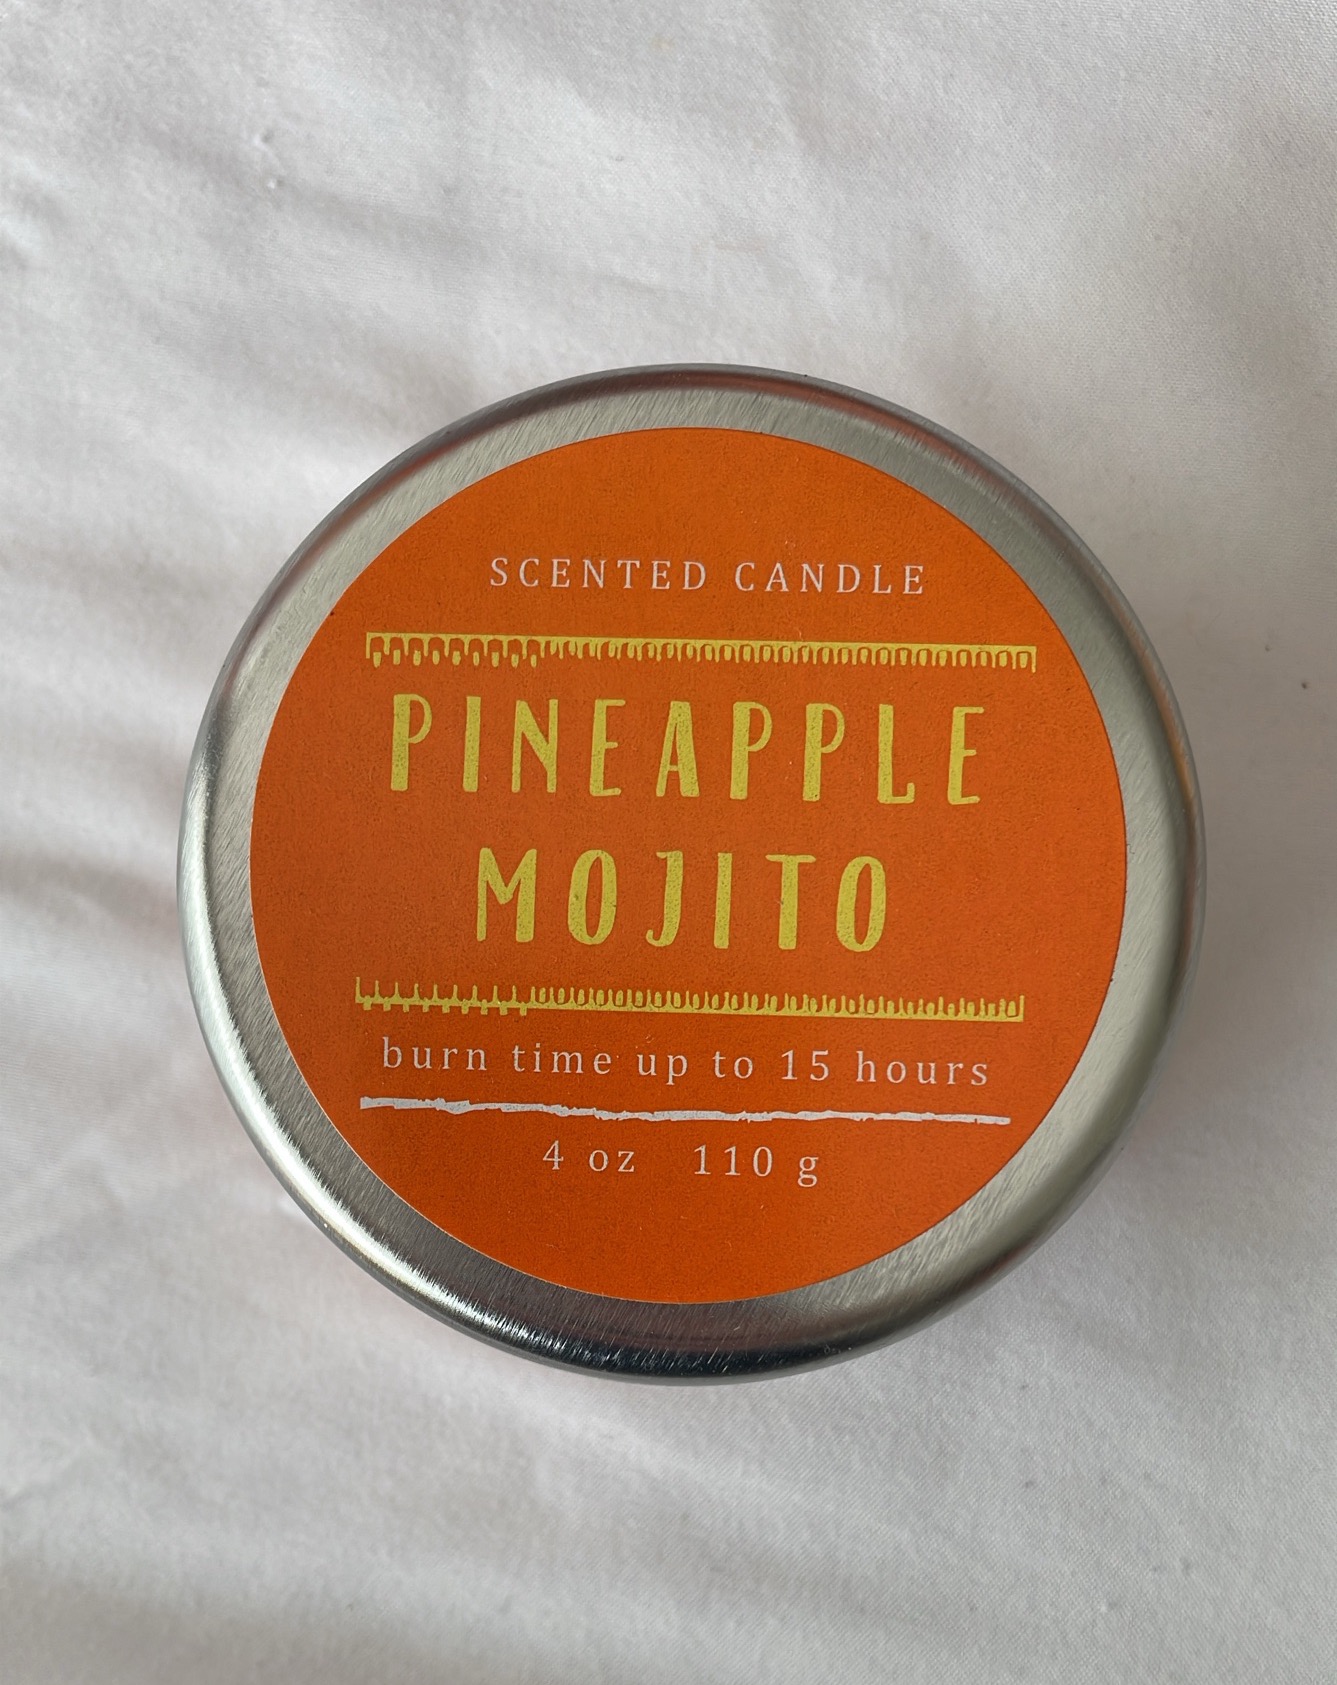 SCENTED CANDLE
PINEAPPLE
MOJITO
burn time up to 15 hours
4 oz 110 g